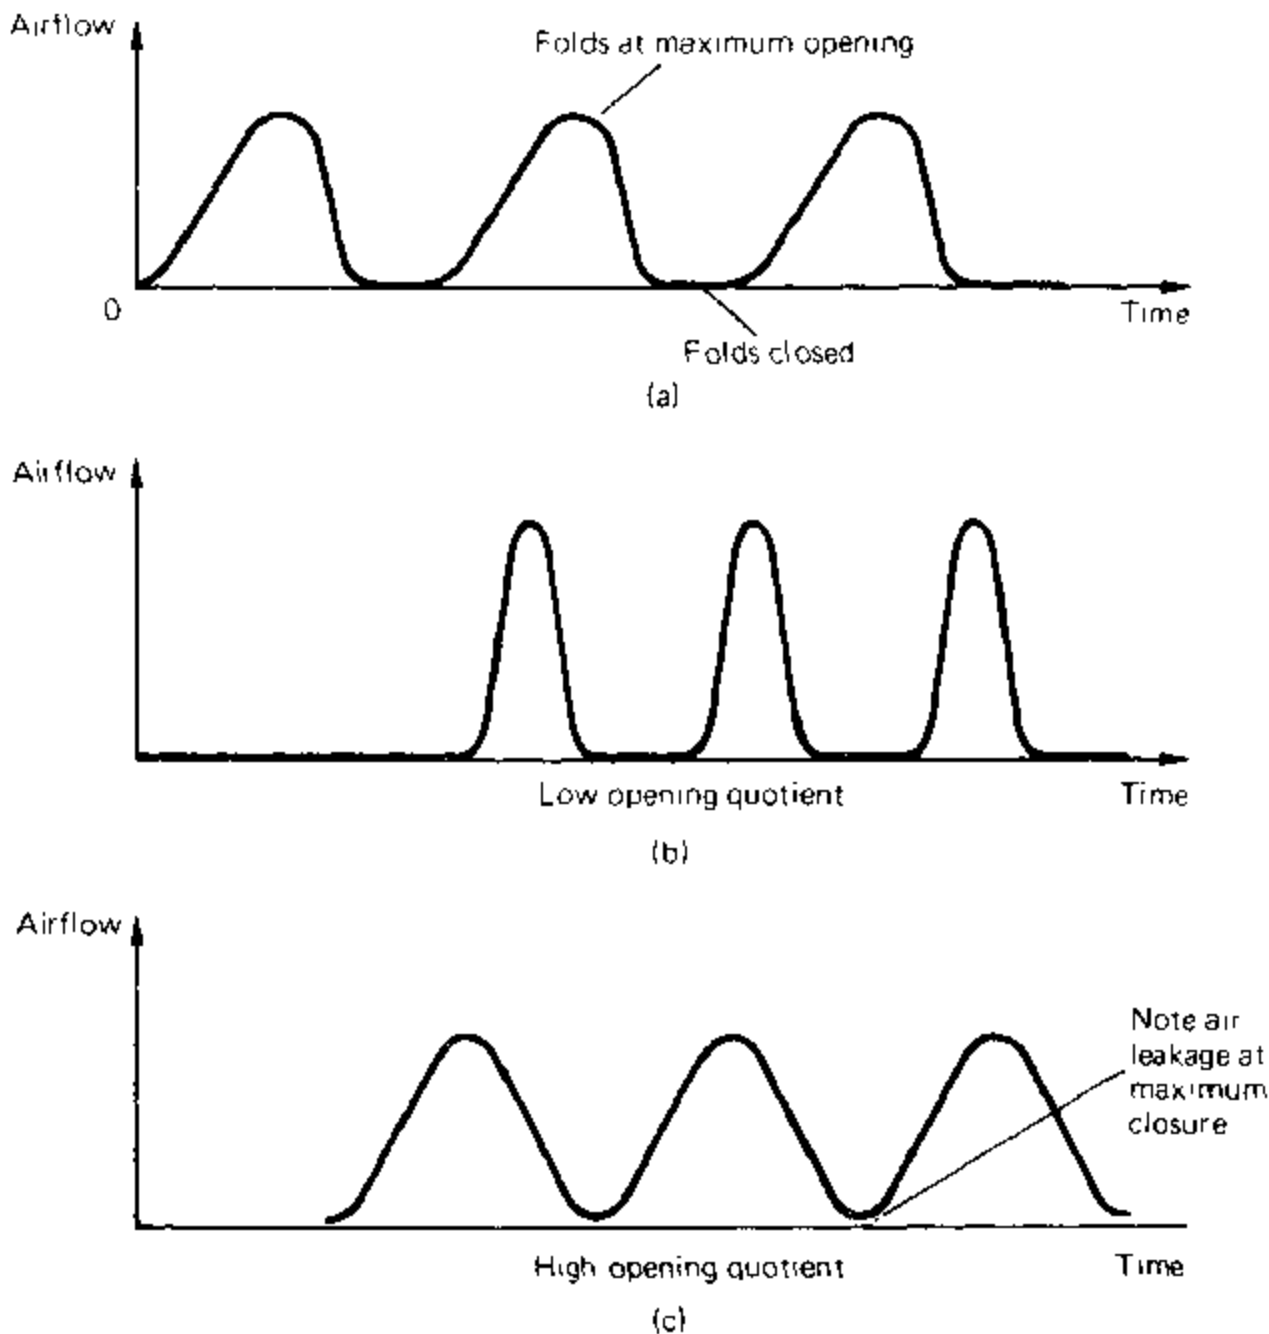 Airflow
Folds at maximum opening
0
Time
Folds closed
(a)
Airflow
Low opening quotient
Time
(b)
Airflow
Note air
leakage at
maximum
closure
High opening quotient
Time
(c)